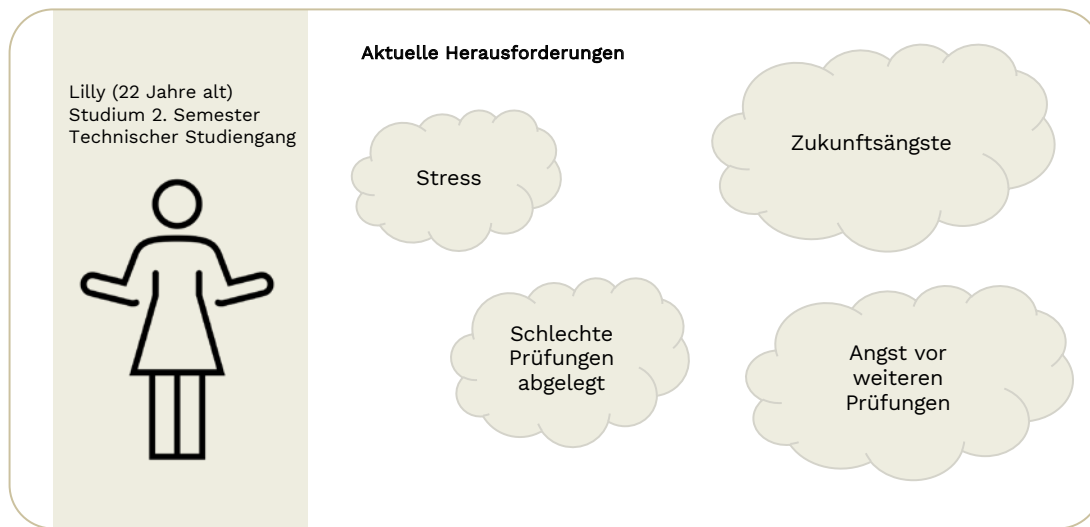 Lilly (22 Jahre alt)
Studium 2. Semester
Technischer Studiengang
Aktuelle Herausforderungen
Stress
Zukunftsängste
Schlechte
Prüfungen
abgelegt
Angst vor
weiteren
Prüfungen